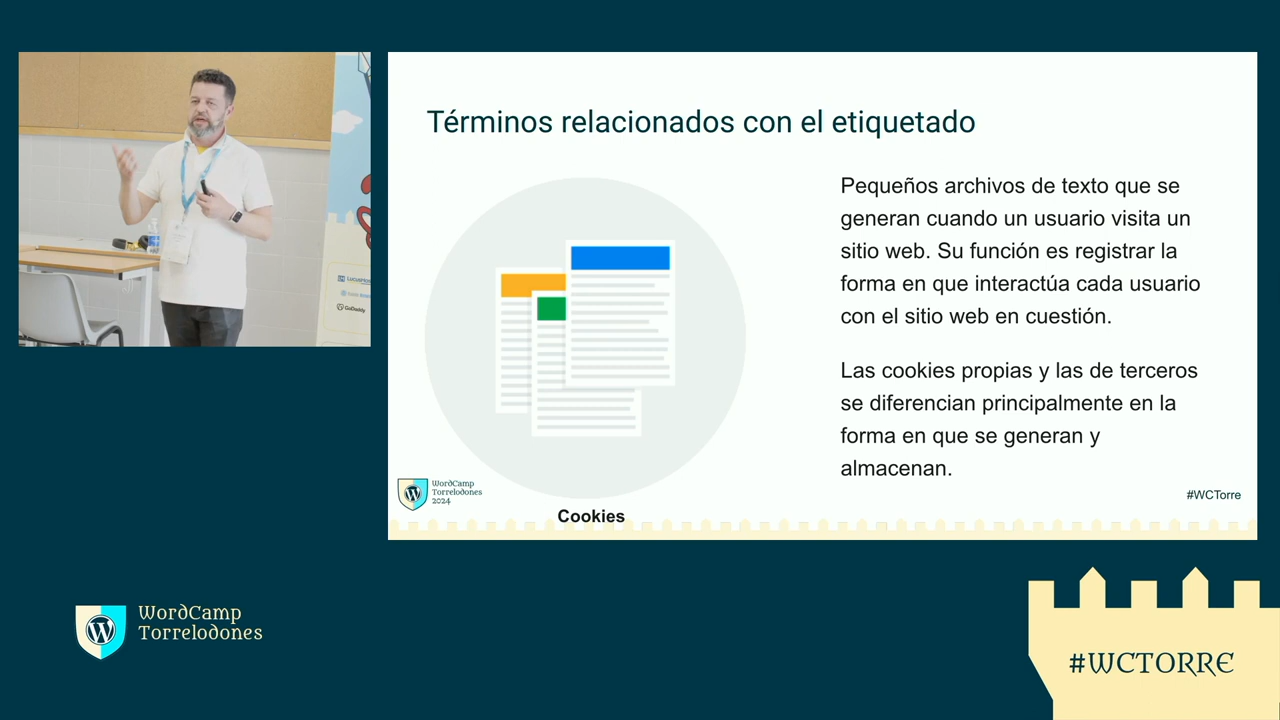 Términos relacionados con el etiquetado
Pequeños archivos de texto que se
generan cuando un usuario visita un
sitio web. Su función es registrar la
forma en que interactúa cada usuario
con el sitio web en cuestión.
Las cookies propias y las de terceros
se diferencian principalmente en la
forma en que se generan y
almacenan.
WordCamp
Torrelodones
2024
Cookies
#WCTorre
GoDaddy
WordCamp
Torrelodones
#WCTORRE